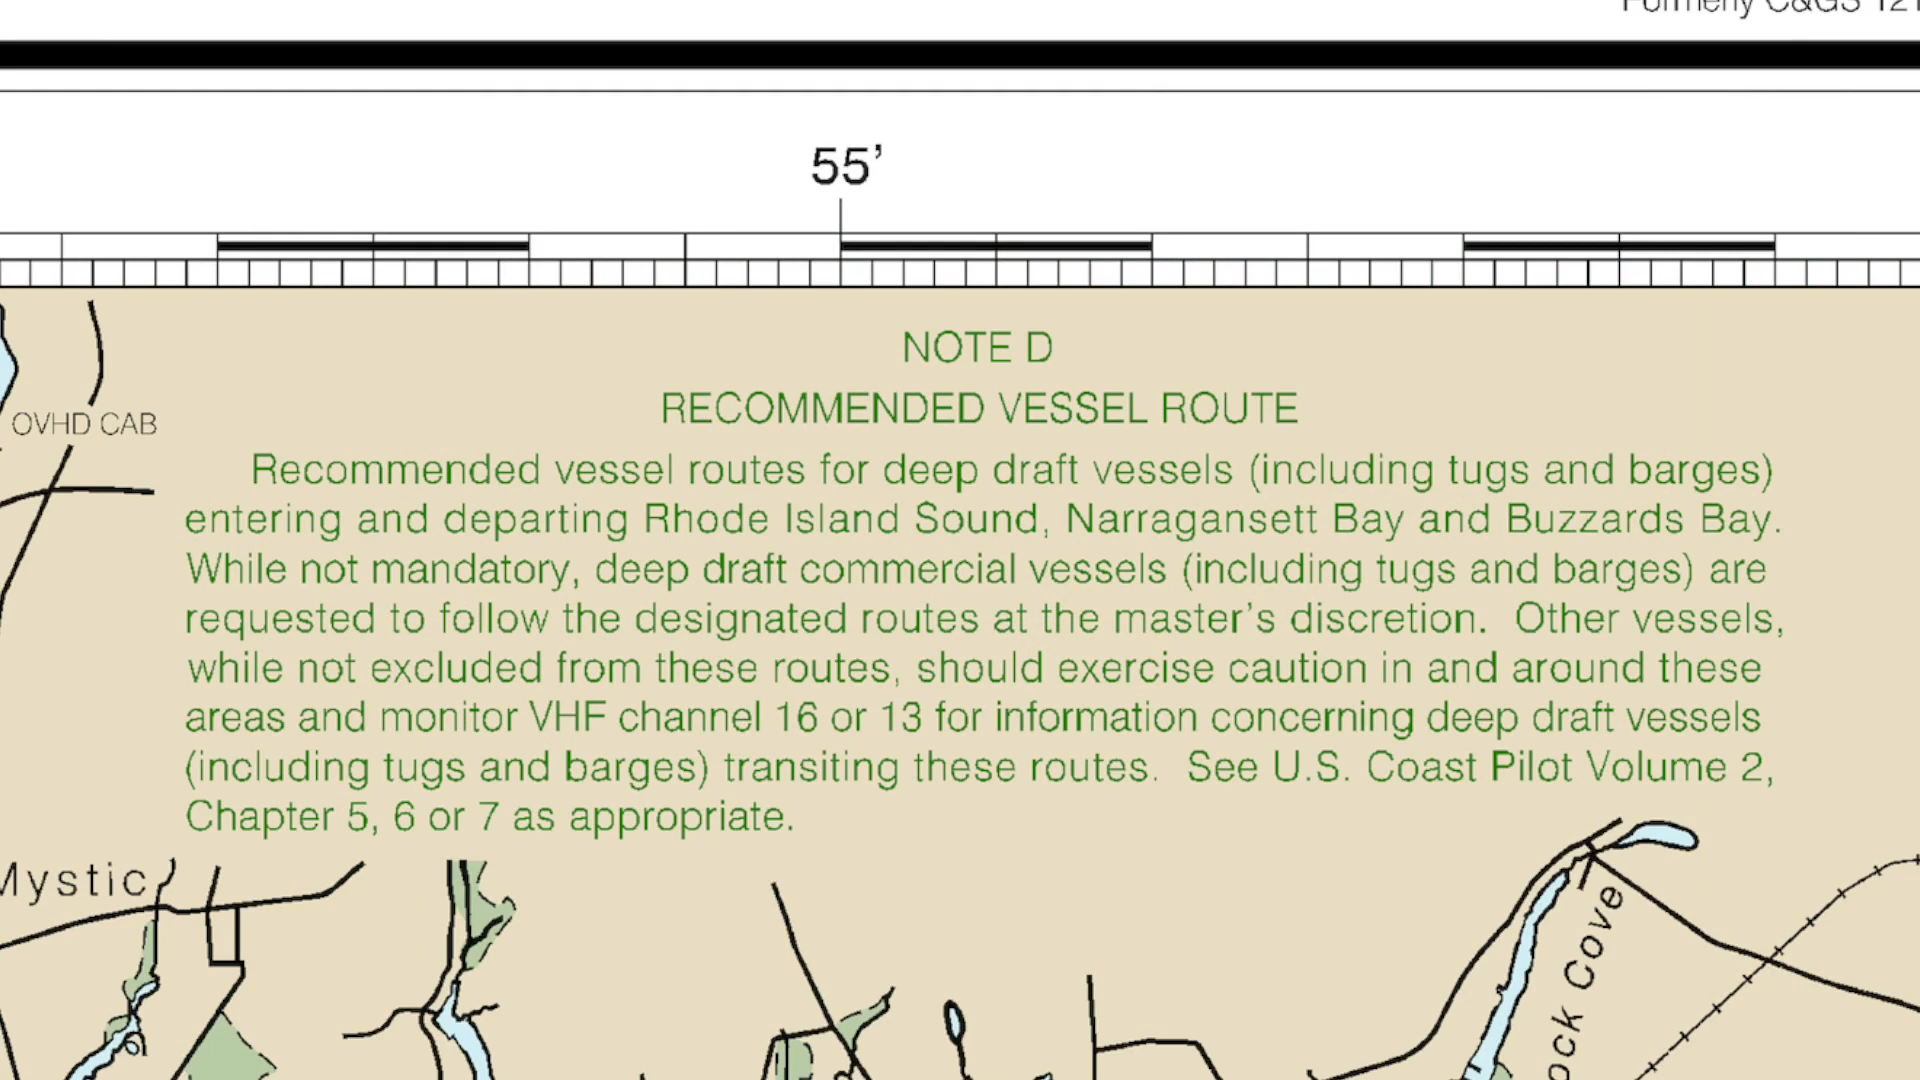 Formerly C&GS 121
55’
NOTE D
RECOMMENDED VESSEL ROUTE
OVHD CAB
Recommended vessel routes for deep draft vessels (including tugs and barges)
entering and departing Rhode Island Sound, Narragansett Bay and Buzzards Bay.
While not mandatory, deep draft commercial vessels (including tugs and barges) are
requested to follow the designated routes at the master’s discretion.  Other vessels,
while not excluded from these routes, should exercise caution in and around these
areas and monitor VHF channel 16 or 13 for information concerning deep draft vessels
(including tugs and barges) transiting these routes.  See U.S. Coast Pilot Volume 2,
Chapter 5, 6 or 7 as appropriate.
Mystic
ock Cove